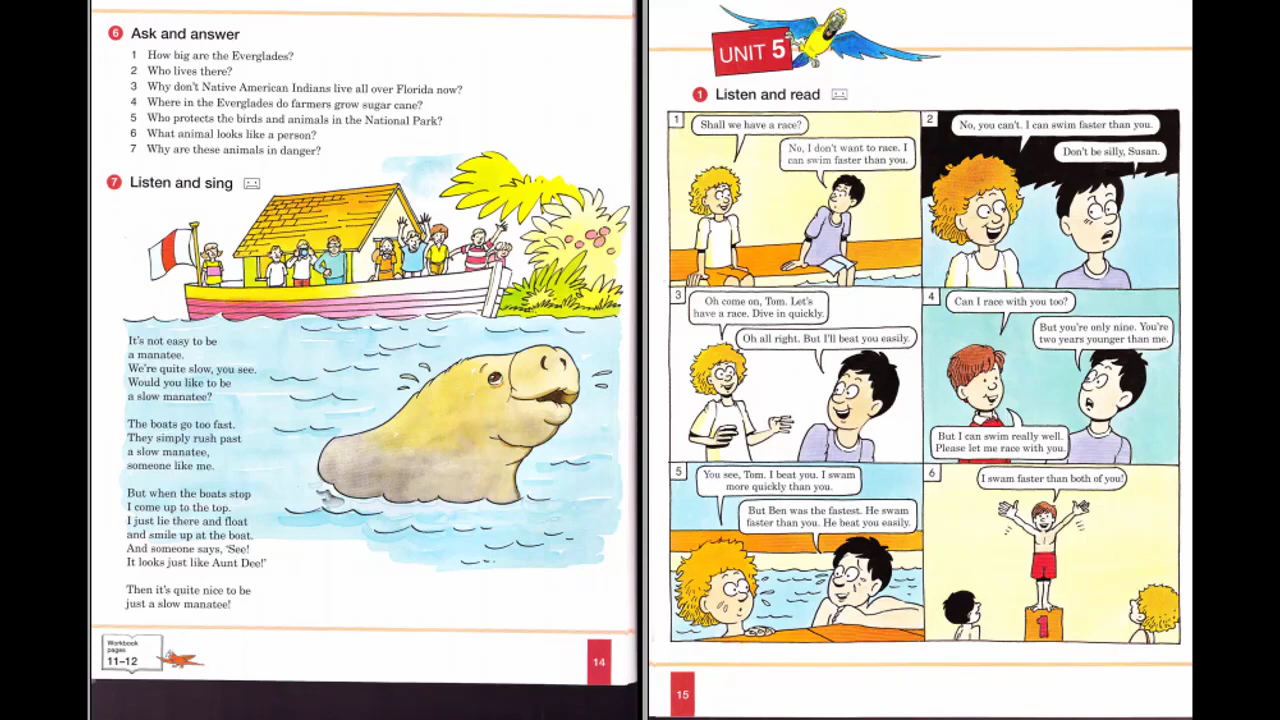 6 Ask and answer
1 How big are the Everglades?
2 Who lives there?
3 Why don't Native American Indians live all over Florida now?
4 Where in the Everglades do farmers grow sugar cane?
5 Who protects the birds and animals in the National Park?
6 What animal looks like a person?
7 Why are these animals in danger?
7 Listen and sing
It's not easy to be
a manatee.
We're quite slow, you see.
Would you like to be
a slow manatee?
The boats go too fast.
They simply rush past
a slow manatee,
someone like me.
But when the boats stop
I come up to the top.
I just lie there and float
and smile up at the boat.
And someone says, 'See!
It looks just like Aunt Dee!'
Then it's quite nice to be
just a slow manatee!
Workbook
pages
11–12
14
UNIT 5
1 Listen and read
1
Shall we have a race?
No, I don't want to race. I
can swim faster than you.
2
No, you can't. I can swim faster than you.
Don't be silly, Susan.
3
Oh come on, Tom. Let's
have a race. Dive in quickly.
Oh all right. But I'll beat you easily.
4
Can I race with you too?
But you're only nine. You're
two years younger than me.
But I can swim really well.
Please let me race with you.
5
You see, Tom. I beat you. I swam
more quickly than you.
But Ben was the fastest. He swam
faster than you. He beat you easily.
6
I swam faster than both of you!
1
15